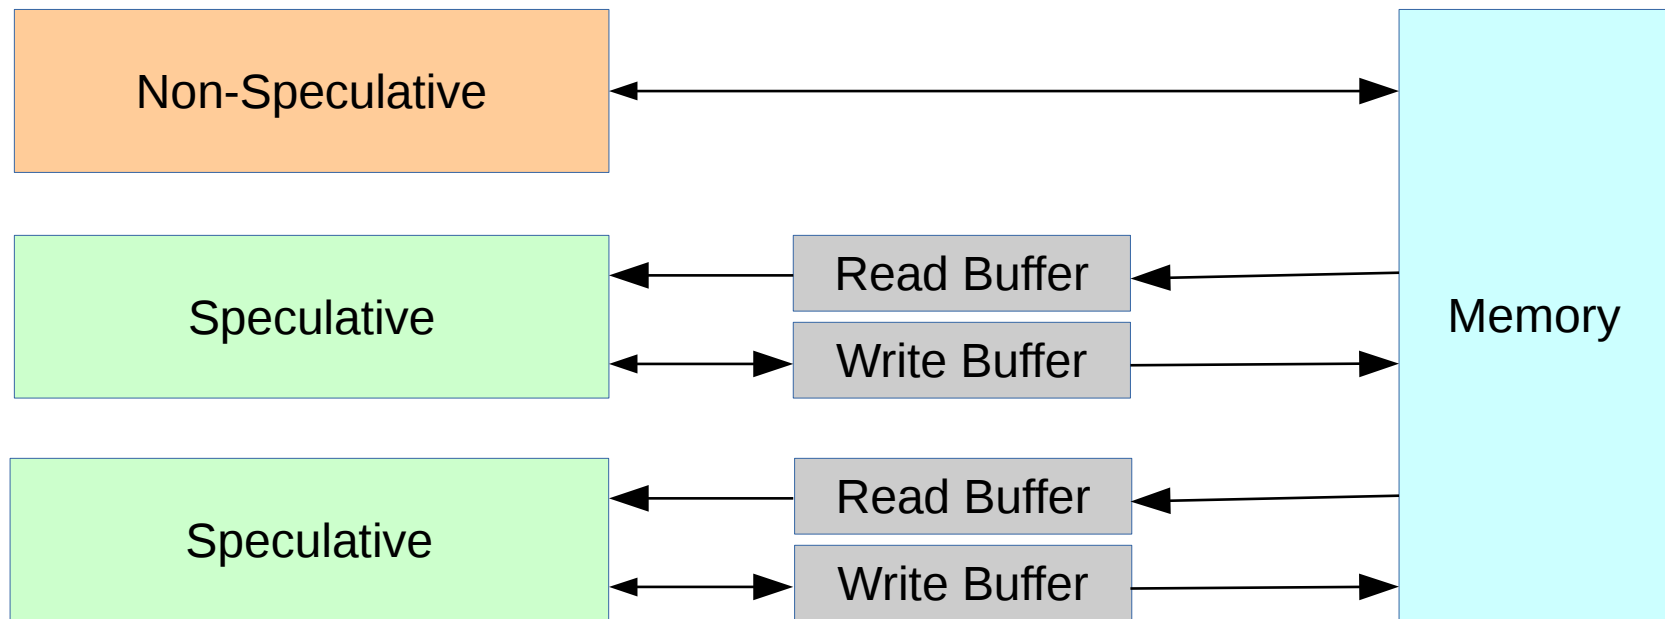 Non-Speculative
Speculative
Read Buffer
Write Buffer
Memory
Speculative
Read Buffer
Write Buffer